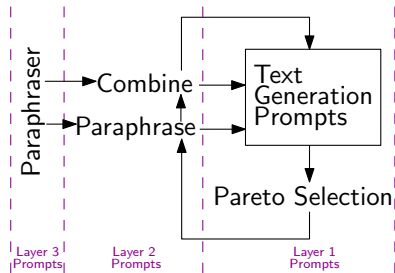 Paraphraser
Combine
Paraphrase
Text
Generation
Prompts
Pareto Selection
Layer 3
Prompts
Layer 2
Prompts
Layer 1
Prompts